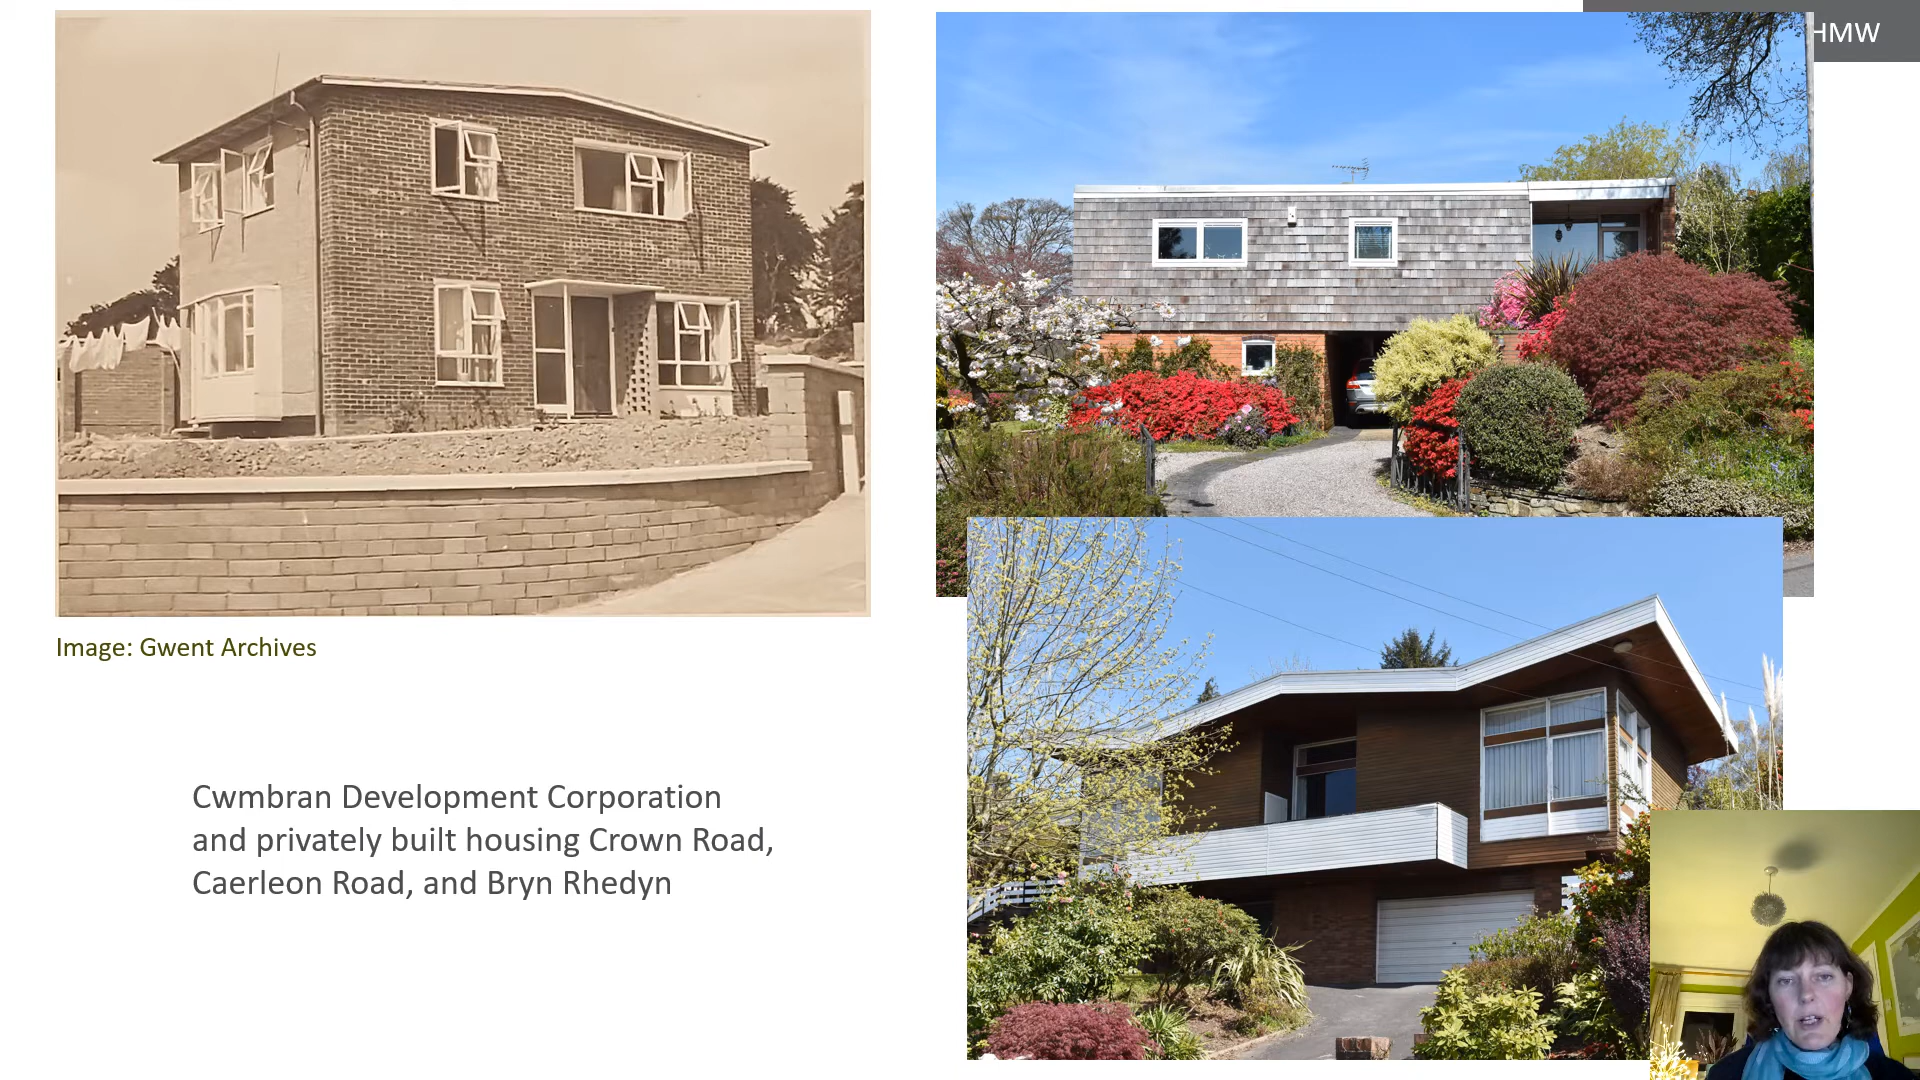 HMW
Image: Gwent Archives
Cwmbran Development Corporation
and privately built housing Crown Road,
Caerleon Road, and Bryn Rhedyn